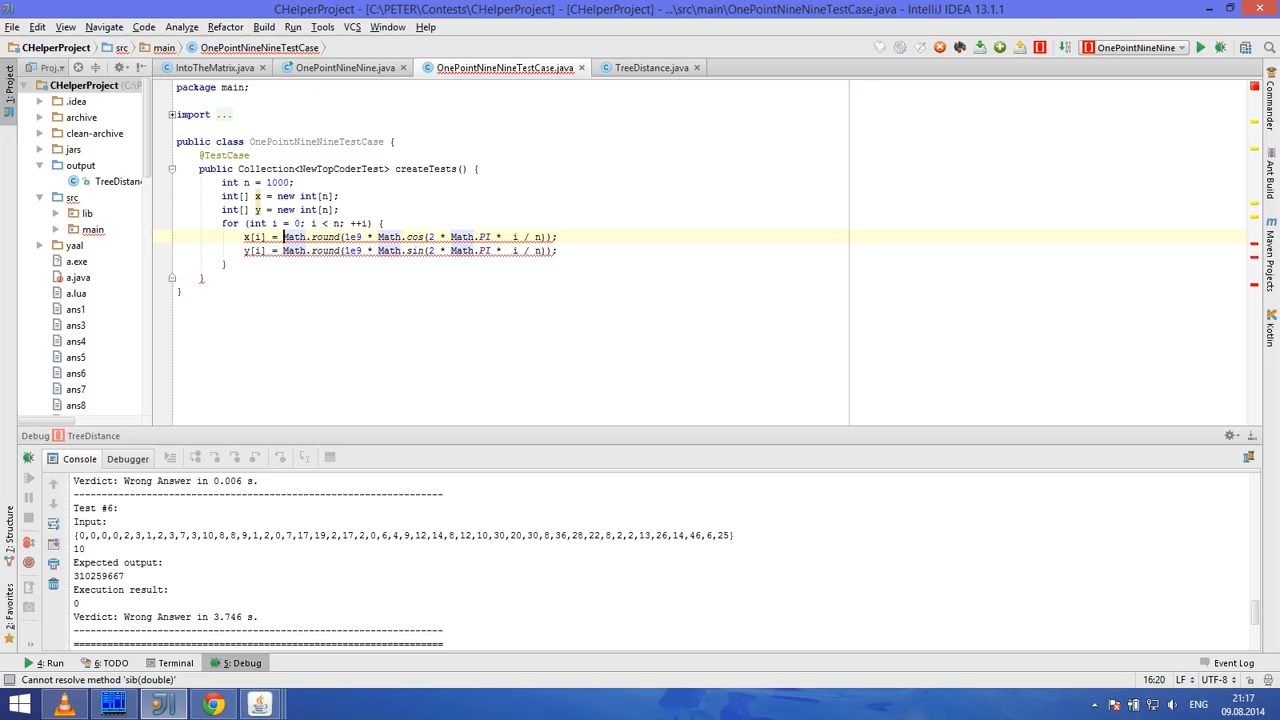 CHelperProject - [C:\PETER\Contests\CHelperProject] - [CHelperProject] - ...\src\main\OnePointNineNineTestCase.java - IntelliJ IDEA 13.1.1
File Edit View Navigate Code Analyze Refactor Build Run Tools VCS Window Help
CHelperProject src main OnePointNineNineTestCase OnePointNineNine
1: Project
Proj...
IntoTheMatrix.java OnePointNineNine.java OnePointNineNineTestCase.java TreeDistance.java
CHelperProject (C:\P
.idea
archive
clean-archive
jars
output
TreeDistanc
src
lib
main
yaal
a.exe
a.java
a.lua
ans1
ans3
ans4
ans5
ans6
ans7
ans8
package main;
import ...
public class OnePointNineNineTestCase {
@TestCase
public Collection<NewTopCoderTest> createTests() {
int n = 1000;
int[] x = new int[n];
int[] y = new int[n];
for (int i = 0; i < n; ++i) {
x[i] = Math.round(1e9 * Math.cos(2 * Math.PI *  i / n));
y[i] = Math.round(1e9 * Math.sin(2 * Math.PI *  i / n));
}
}
}
Commander
Ant Build
Maven Projects
Kotlin
Debug TreeDistance
Console Debugger
7: Structure
2: Favorites
Verdict: Wrong Answer in 0.006 s.
------------------------------------------------------------------
Test #6:
Input:
{0,0,0,0,2,3,1,2,3,7,3,10,8,8,9,1,2,0,7,17,19,2,17,2,0,6,4,9,12,14,8,12,10,30,20,30,8,36,28,22,8,2,2,13,26,14,46,6,25}
10
Expected output:
310259667
Execution result:
0
Verdict: Wrong Answer in 3.746 s.
------------------------------------------------------------------
==================================================================
4: Run 6: TODO Terminal 5: Debug Event Log
Cannot resolve method 'sib(double)' 16:20 LF UTF-8
ENG 21:17
09.08.2014